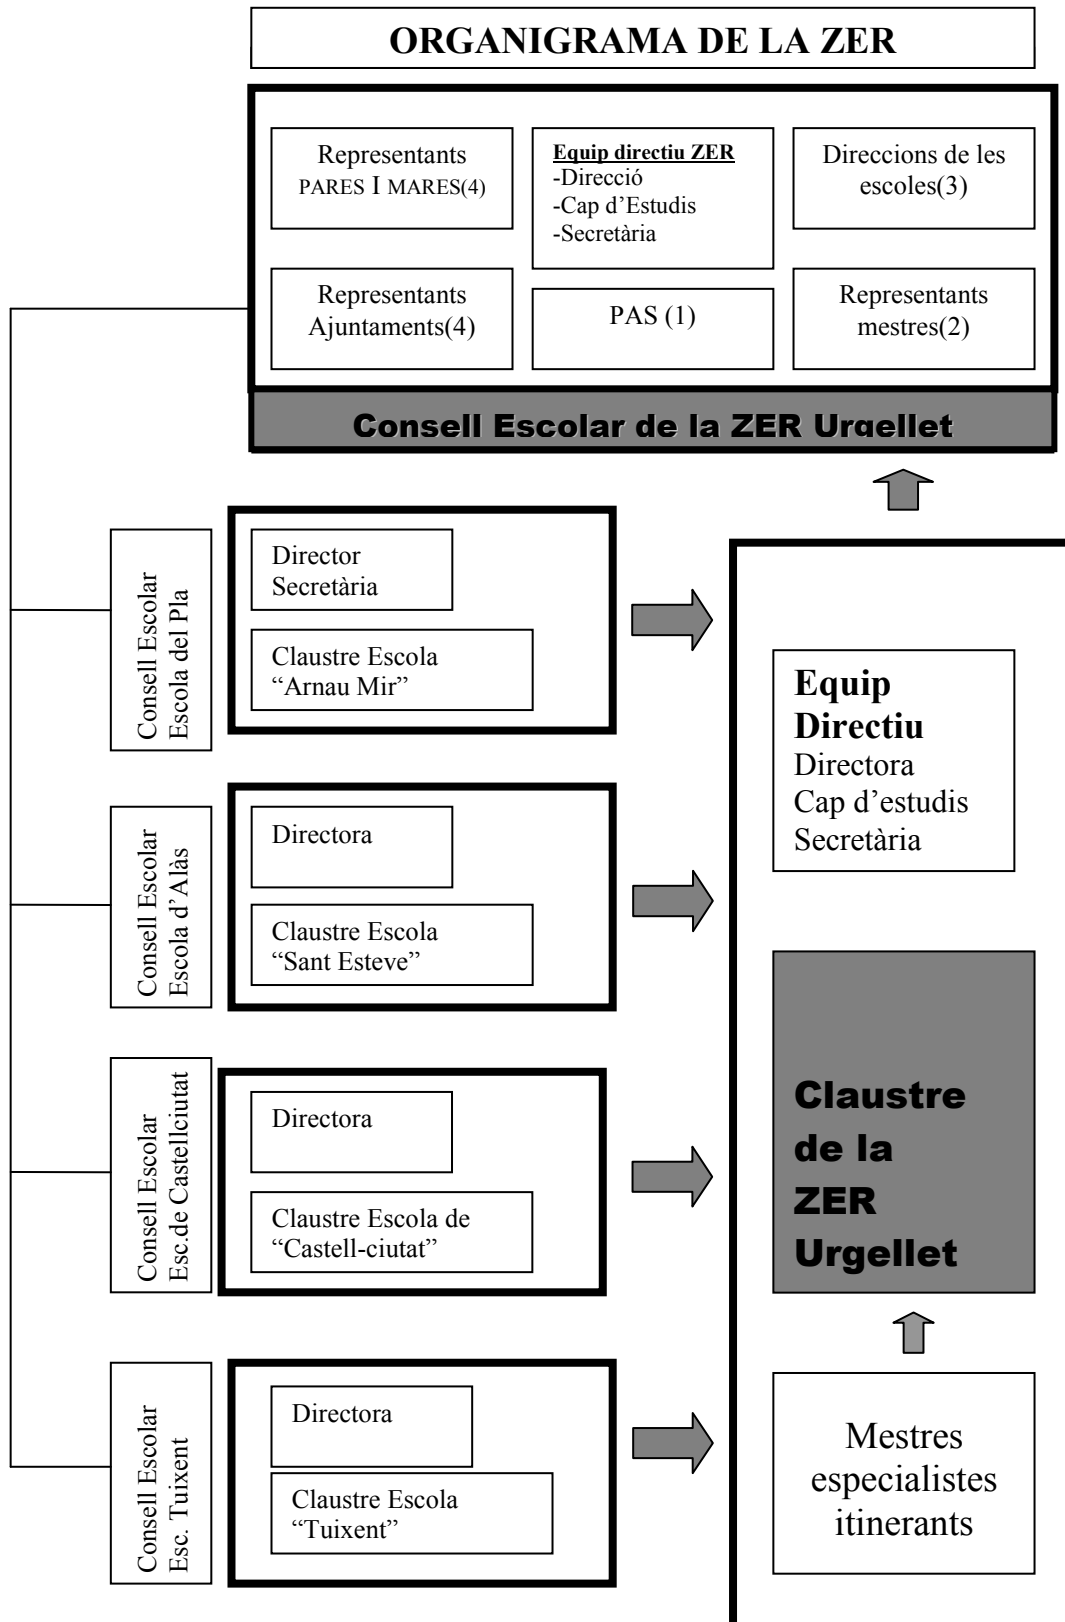 ORGANIGRAMA DE LA ZER
Representants
PARES I MARES(4)
Equip directiu ZER
-Direcció
-Cap d’Estudis
-Secretària
Direccions de les
escoles(3)
Representants
Ajuntaments(4)
PAS (1)
Representants
mestres(2)
Consell Escolar de la ZER Urgellet
Consell Escolar
Escola del Pla
Director
Secretària
Claustre Escola
“Arnau Mir”
Consell Escolar
Escola d’Alàs
Directora
Claustre Escola
“Sant Esteve”
Consell Escolar
Esc.de Castellciutat
Directora
Claustre Escola de
“Castell-ciutat”
Consell Escolar
Esc. Tuixent
Directora
Claustre Escola
“Tuixent”
Equip
Directiu
Directora
Cap d’estudis
Secretària
Claustre
de la
ZER
Urgellet
Mestres
especialistes
itinerants